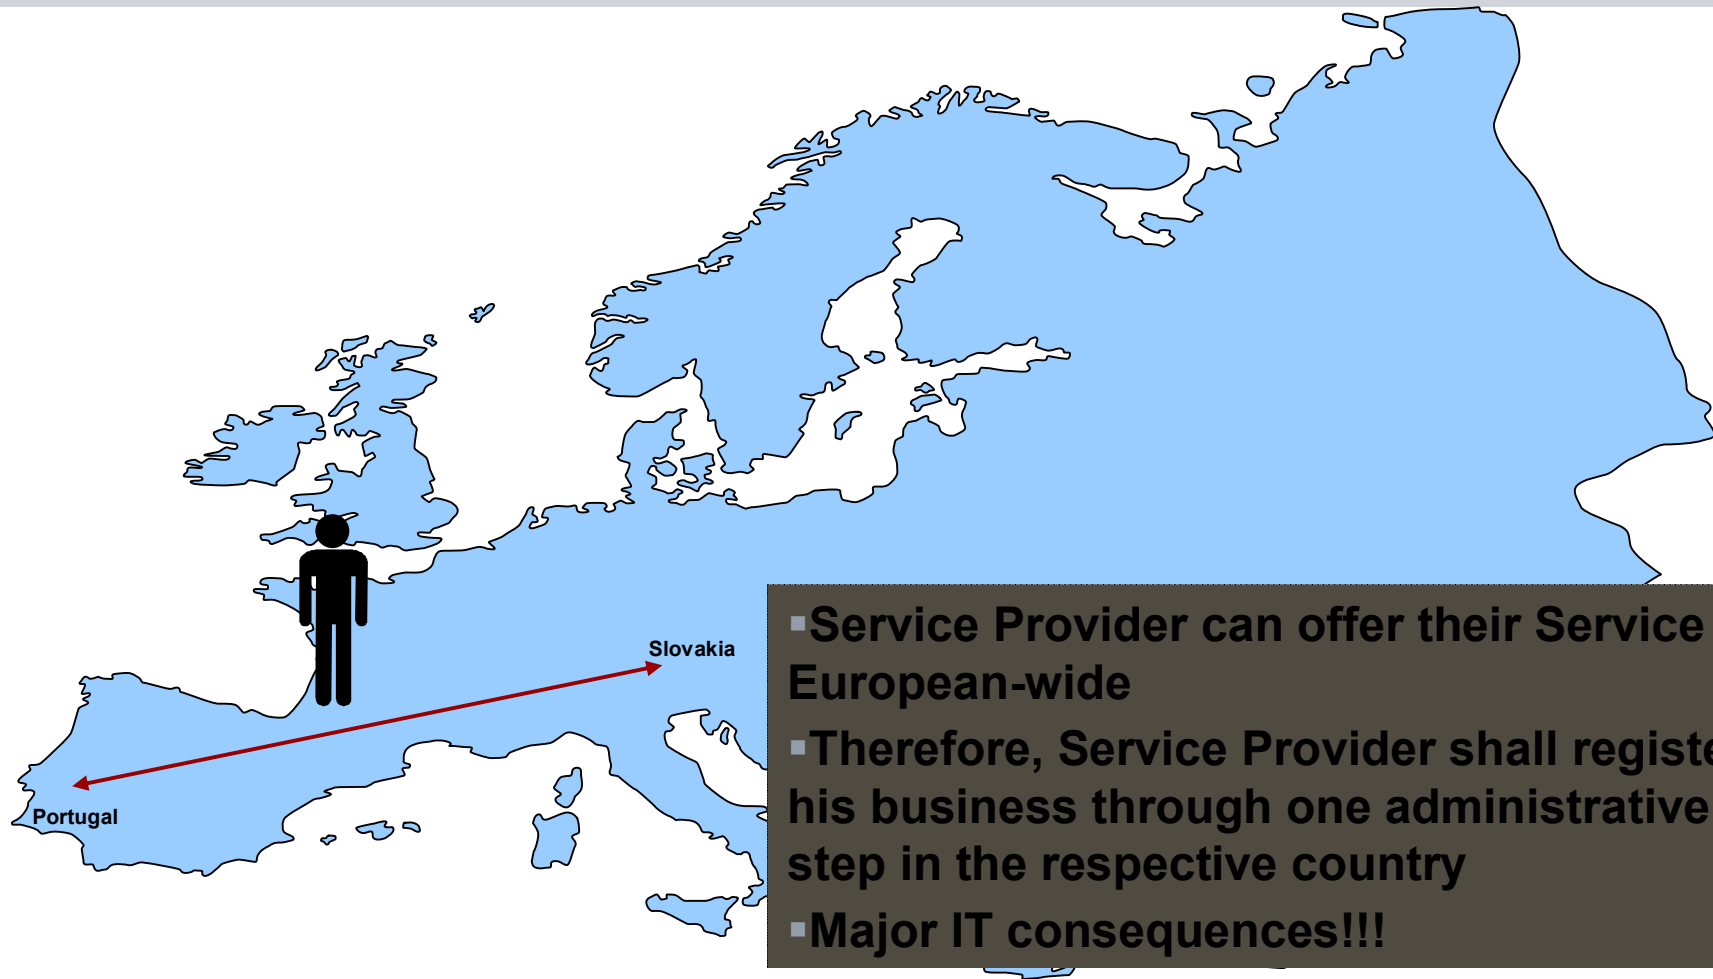 Slovakia
Portugal
▪Service Provider can offer their Service
European-wide
▪Therefore, Service Provider shall registe
his business through one administrative
step in the respective country
▪Major IT consequences!!!